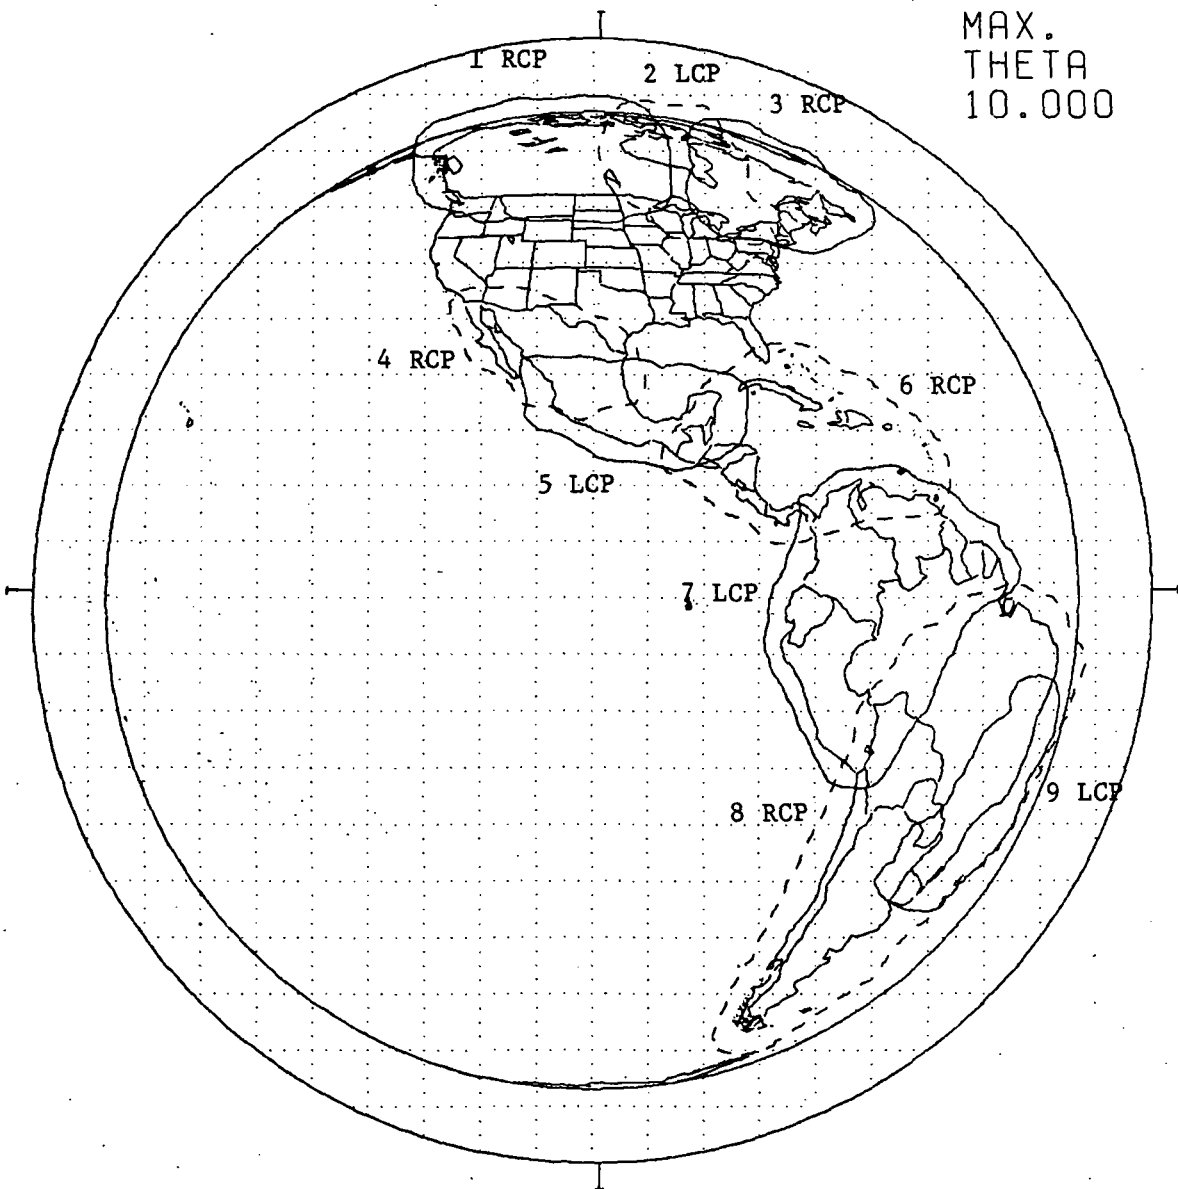 MAX.
THETA
10.000
1 RCP
2 LCP
3 RCP
4 RCP
6 RCP
5 LCP
7 LCP
8 RCP
9 LCP